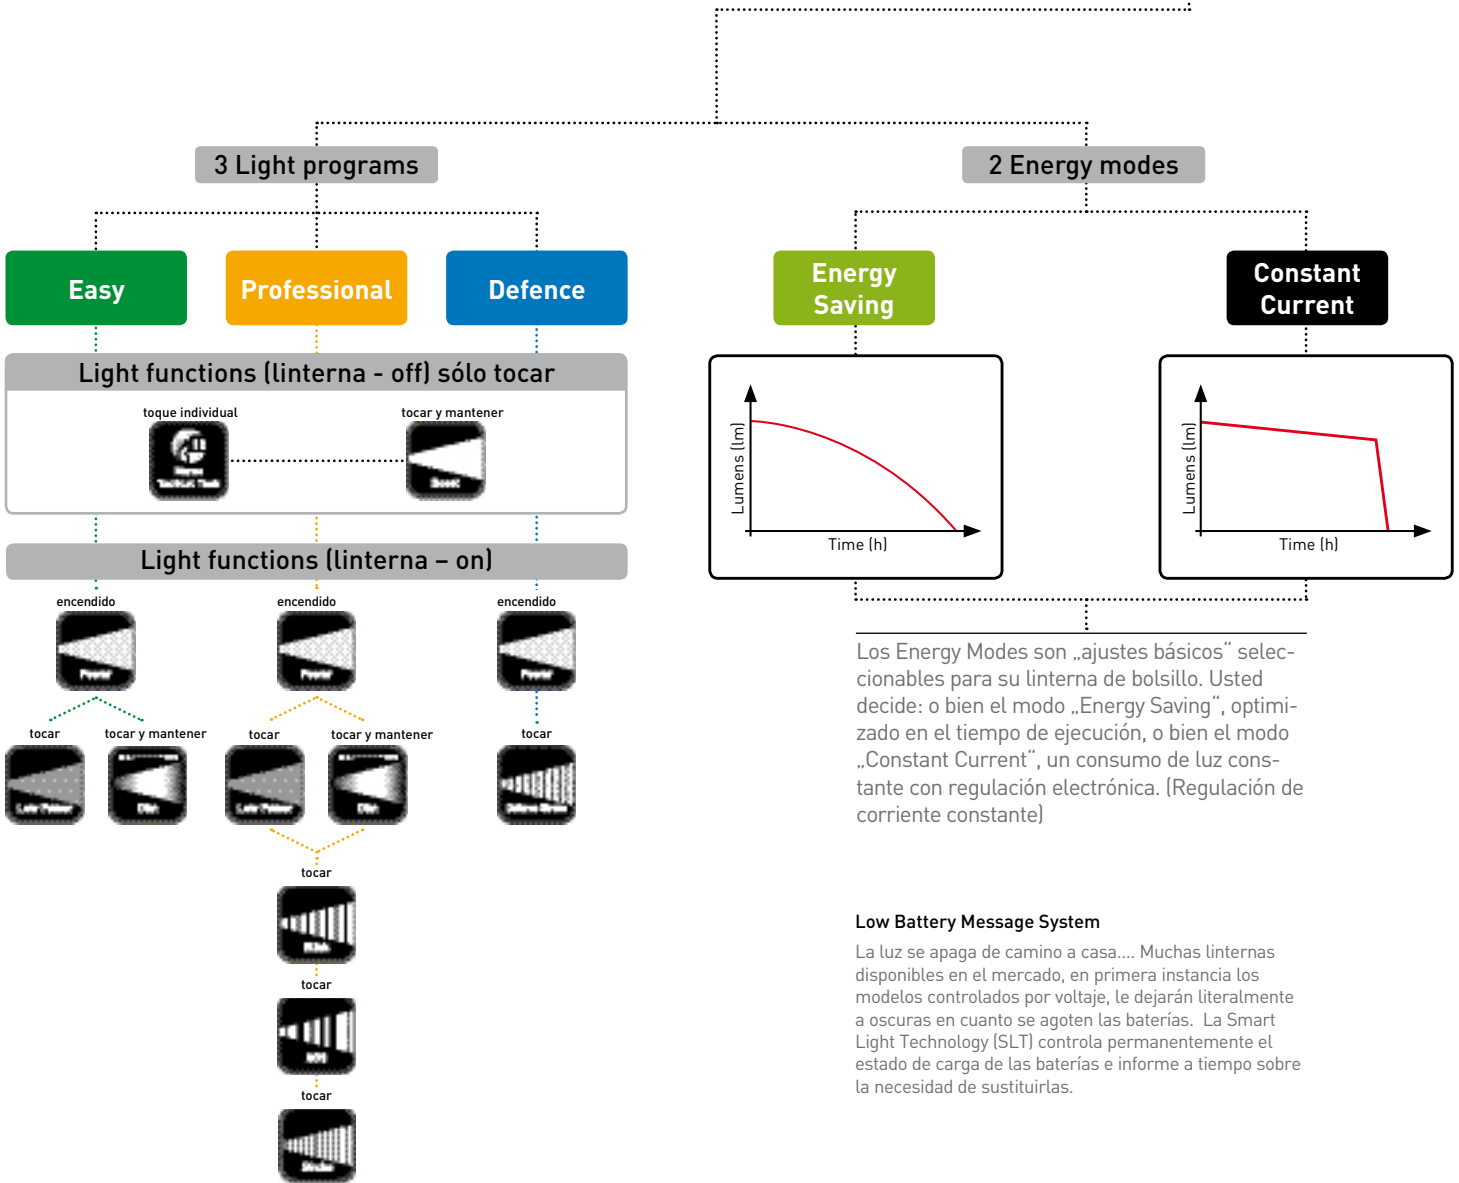 3 Light programs
2 Energy modes
Easy
Professional
Defence
Energy
Saving
Constant
Current
Light functions (linterna - off) sólo tocar
toque individual
tocar y mantener
Boost
Lumens (lm)
Time (h)
Lumens (lm)
Time (h)
Light functions (linterna – on)
encendido
encendido
encendido
Power
Power
Power
tocar
tocar y mantener
tocar
tocar y mantener
tocar
Low Power
Dim
Low Power
Dim
Defence Strobe
tocar
Blink
tocar
SOS
tocar
Strobe
Los Energy Modes son „ajustes básicos“ selec-
cionables para su linterna de bolsillo. Usted
decide: o bien el modo „Energy Saving“, optimi-
zado en el tiempo de ejecución, o bien el modo
„Constant Current“, un consumo de luz cons-
tante con regulación electrónica. (Regulación de
corriente constante)
Low Battery Message System
La luz se apaga de camino a casa.... Muchas linternas
disponibles en el mercado, en primera instancia los
modelos controlados por voltaje, le dejarán literalmente
a oscuras en cuanto se agoten las baterías. La Smart
Light Technology (SLT) controla permanentemente el
estado de carga de las baterías e informe a tiempo sobre
la necesidad de sustituirlas.